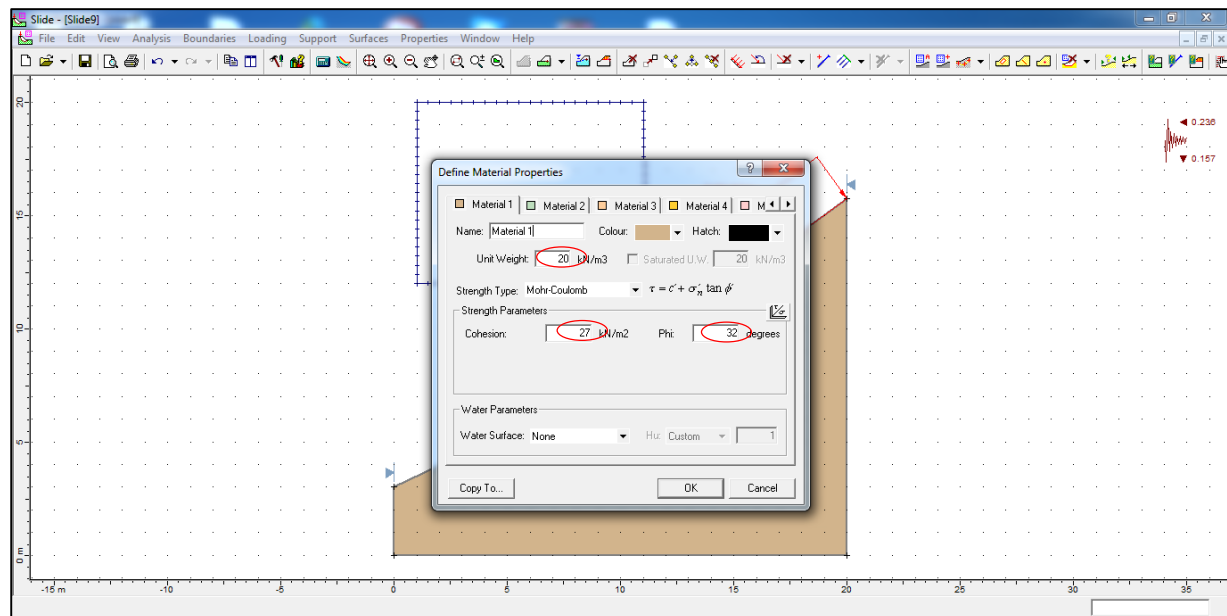 Slide - [Slide9]
File Edit View Analysis Boundaries Loading Support Surfaces Properties Window Help
20
15
10
5
0 m
0.236
0.157
Define Material Properties
Material 1 Material 2 Material 3 Material 4 M
Name: Material 1 Colour: Hatch:
Unit Weight: 20 kN/m3 Saturated U.W. 20 kN/m3
Strength Type: Mohr-Coulomb τ = c′ + σ′n tan ϕ′
Strength Parameters
Cohesion: 27 kN/m2 Phi: 32 degrees
Water Parameters
Water Surface: None Hu: Custom 1
Copy To... OK Cancel
-15 m -10 -5 0 5 10 15 20 25 30 35